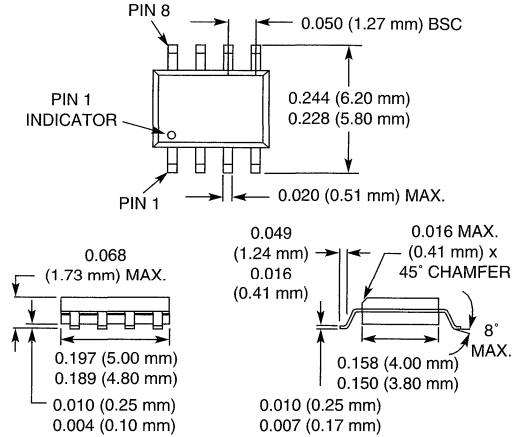 PIN 8
0.050 (1.27 mm) BSC
PIN 1
INDICATOR
0.244 (6.20 mm)
0.228 (5.80 mm)
PIN 1
0.020 (0.51 mm) MAX.
0.068
(1.73 mm) MAX.
0.197 (5.00 mm)
0.189 (4.80 mm)
0.010 (0.25 mm)
0.004 (0.10 mm)
0.049
(1.24 mm)
0.016
(0.41 mm)
0.016 MAX.
(0.41 mm) x
45° CHAMFER
8°
MAX.
0.158 (4.00 mm)
0.150 (3.80 mm)
0.010 (0.25 mm)
0.007 (0.17 mm)